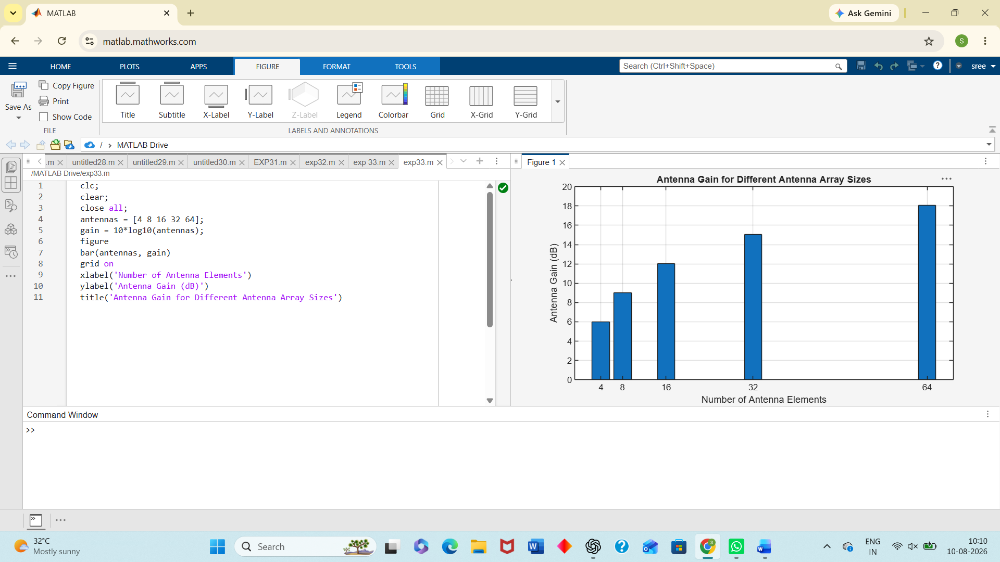 MATLAB
Ask Gemini
matlab.mathworks.com
S
HOME PLOTS APPS FIGURE FORMAT TOOLS
Search (Ctrl+Shift+Space)
sree
Save As
Copy Figure
Print
Show Code
FILE
Title Subtitle X-Label Y-Label Z-Label Legend Colorbar Grid X-Grid Y-Grid
LABELS AND ANNOTATIONS
/ > MATLAB Drive
.m untitled28.m untitled29.m untitled30.m EXP31.m exp32.m exp 33.m exp33.m
/MATLAB Drive/exp33.m
1 clc;
2 clear;
3 close all;
4 antennas = [4 8 16 32 64];
5 gain = 10*log10(antennas);
6 figure
7 bar(antennas, gain)
8 grid on
9 xlabel('Number of Antenna Elements')
10 ylabel('Antenna Gain (dB)')
11 title('Antenna Gain for Different Antenna Array Sizes')
Figure 1
Antenna Gain for Different Antenna Array Sizes
Antenna Gain (dB)
20
18
16
14
12
10
8
6
4
2
0
4 8 16 32 64
Number of Antenna Elements
Command Window
>>
32°C
Mostly sunny
Search
ENG
IN
10:10
10-08-2026